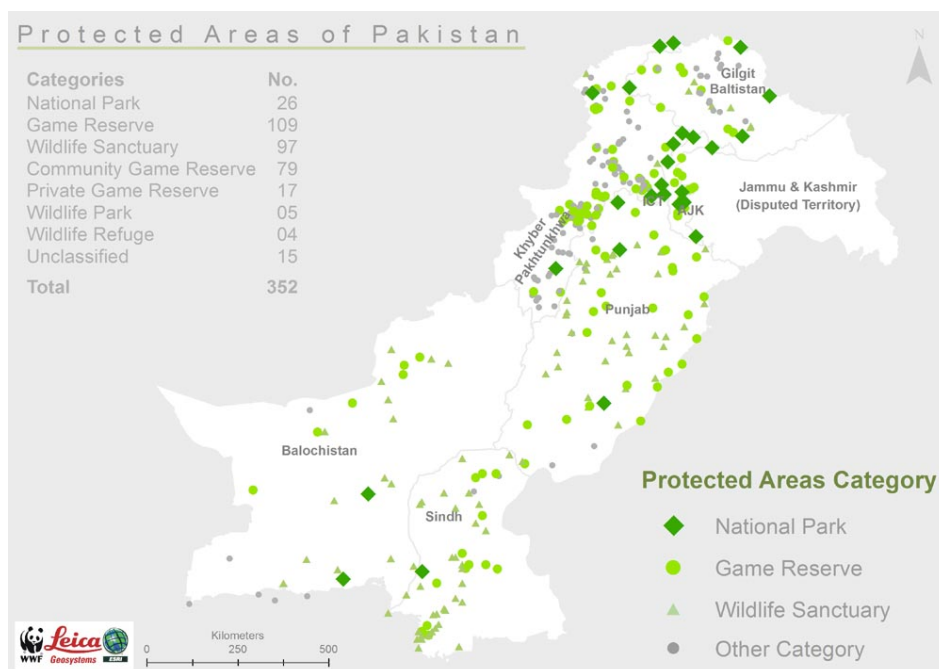 Protected Areas of Pakistan
Categories No.
National Park 26
Game Reserve 109
Wildlife Sanctuary 97
Community Game Reserve 79
Private Game Reserve 17
Wildlife Park 05
Wildlife Refuge 04
Unclassified 15
Total 352
N
Gilgit
Baltistan
Jammu & Kashmir
(Disputed Territory)
ICT
AJK
Khyber
Pakhtunkhwa
Punjab
Balochistan
Sindh
Protected Areas Category
National Park
Game Reserve
Wildlife Sanctuary
Other Category
WWF
Leica
Geosystems
ESRI
Kilometers
0 250 500